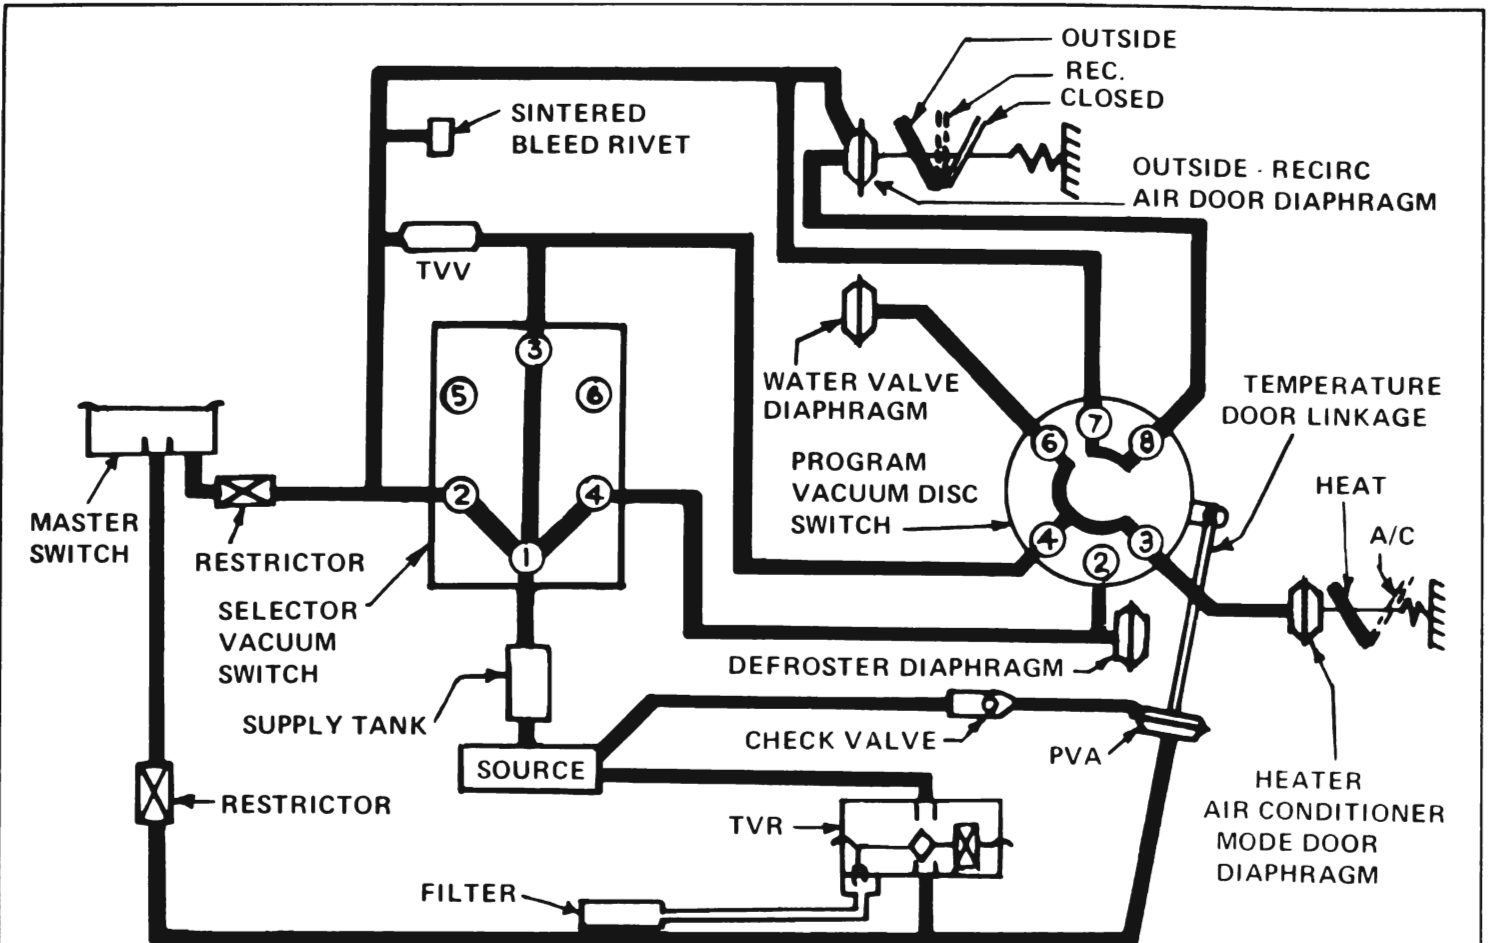 OUTSIDE
REC.
CLOSED
SINTERED
BLEED RIVET
OUTSIDE - RECIRC
AIR DOOR DIAPHRAGM
TVV
3
5
6
WATER VALVE
DIAPHRAGM
TEMPERATURE
DOOR LINKAGE
7
6
8
PROGRAM
VACUUM DISC
SWITCH
HEAT
A/C
2
4
MASTER
SWITCH
RESTRICTOR
1
4
3
2
SELECTOR
VACUUM
SWITCH
DEFROSTER DIAPHRAGM
SUPPLY TANK
CHECK VALVE
PVA
SOURCE
HEATER
AIR CONDITIONER
MODE DOOR
DIAPHRAGM
RESTRICTOR
TVR
FILTER